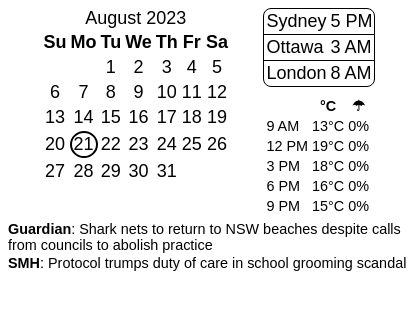 August 2023
Su Mo Tu We Th Fr Sa
1 2 3 4 5
6 7 8 9 10 11 12
13 14 15 16 17 18 19
20 21 22 23 24 25 26
27 28 29 30 31
Sydney 5 PM
Ottawa 3 AM
London 8 AM
°C ☂
9 AM 13°C 0%
12 PM 19°C 0%
3 PM 18°C 0%
6 PM 16°C 0%
9 PM 15°C 0%
Guardian: Shark nets to return to NSW beaches despite calls
from councils to abolish practice
SMH: Protocol trumps duty of care in school grooming scandal